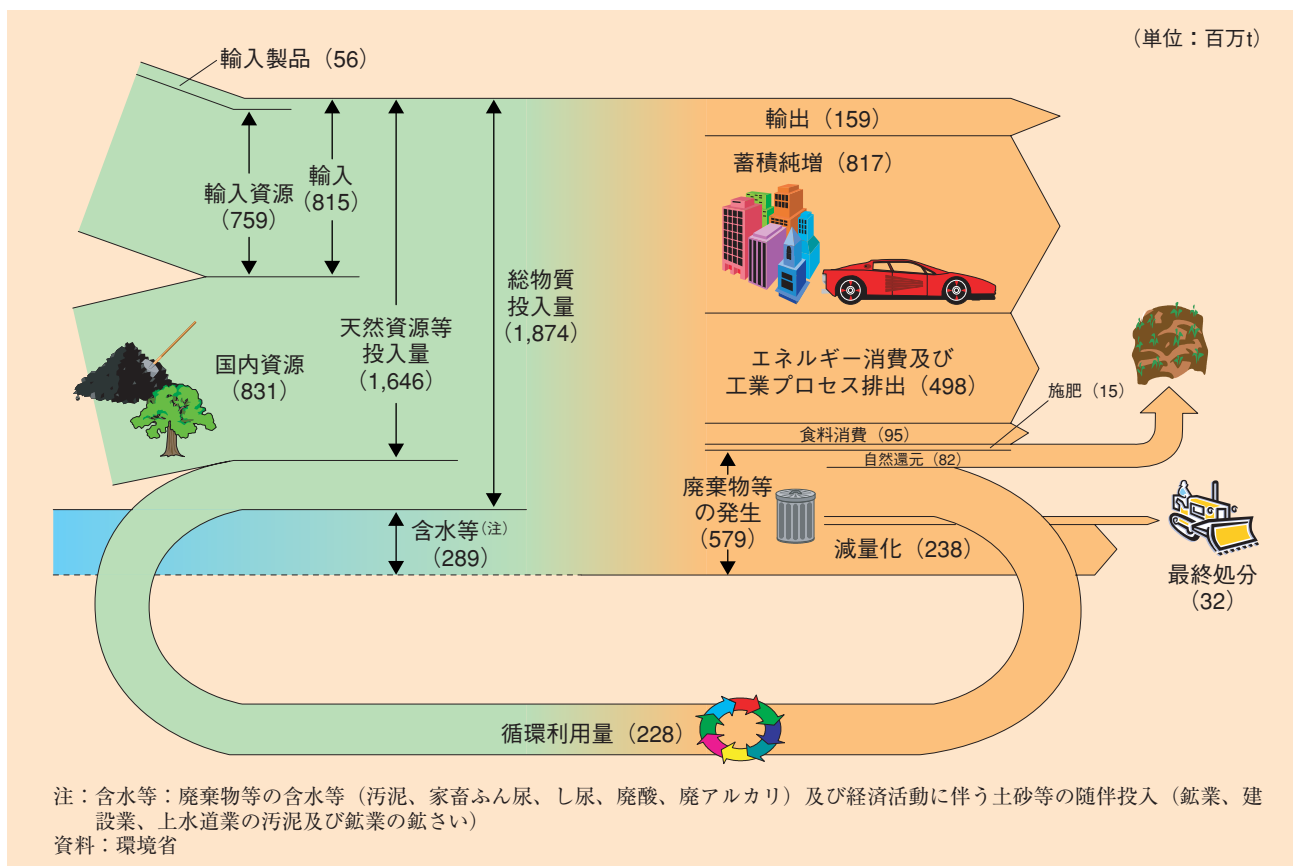 （単位：百万t）
輸入製品（56）
輸入資源
（759）
輸入
（815）
国内資源
（831）
天然資源等
投入量
（1,646）
総物質
投入量
（1,874）
含水等（注）
（289）
輸出（159）
蓄積純増（817）
エネルギー消費及び
工業プロセス排出（498）
施肥（15）
食料消費（95）
自然還元（82）
廃棄物等
の発生
（579）
減量化（238）
最終処分
（32）
循環利用量（228）
注：含水等：廃棄物等の含水等（汚泥、家畜ふん尿、し尿、廃酸、廃アルカリ）及び経済活動に伴う土砂等の随伴投入（鉱業、建
設業、上水道業の汚泥及び鉱業の鉱さい）
資料：環境省